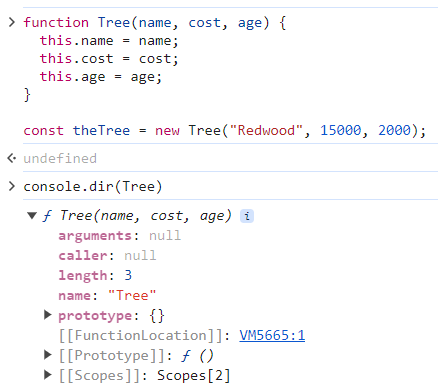 function Tree(name, cost, age) {
  this.name = name;
  this.cost = cost;
  this.age = age;
}
const theTree = new Tree("Redwood", 15000, 2000);
undefined
console.dir(Tree)
ƒ Tree(name, cost, age) i
arguments: null
caller: null
length: 3
name: "Tree"
prototype: {}
[[FunctionLocation]]: VM5665:1
[[Prototype]]: ƒ ()
[[Scopes]]: Scopes[2]